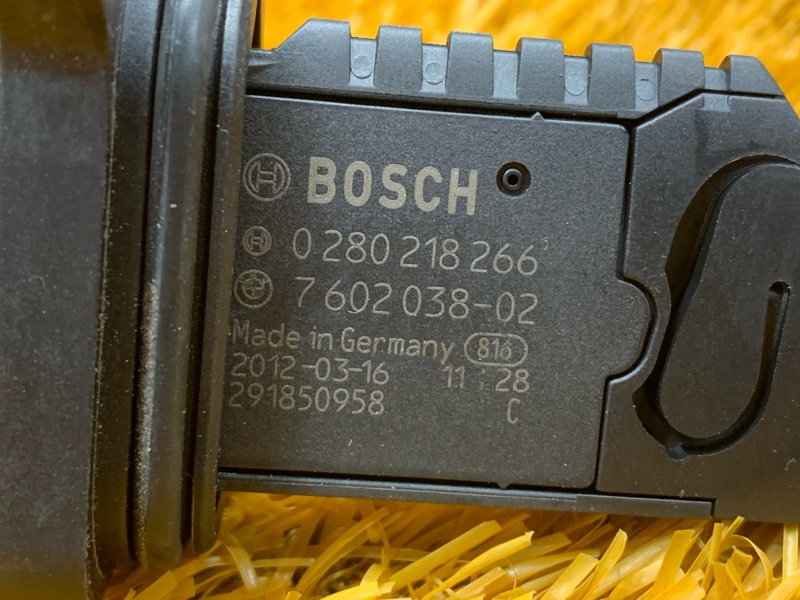 BOSCH
0 280 218 266
7 602 038-02
Made in Germany 816
2012-03-16 11:28
291850958 C